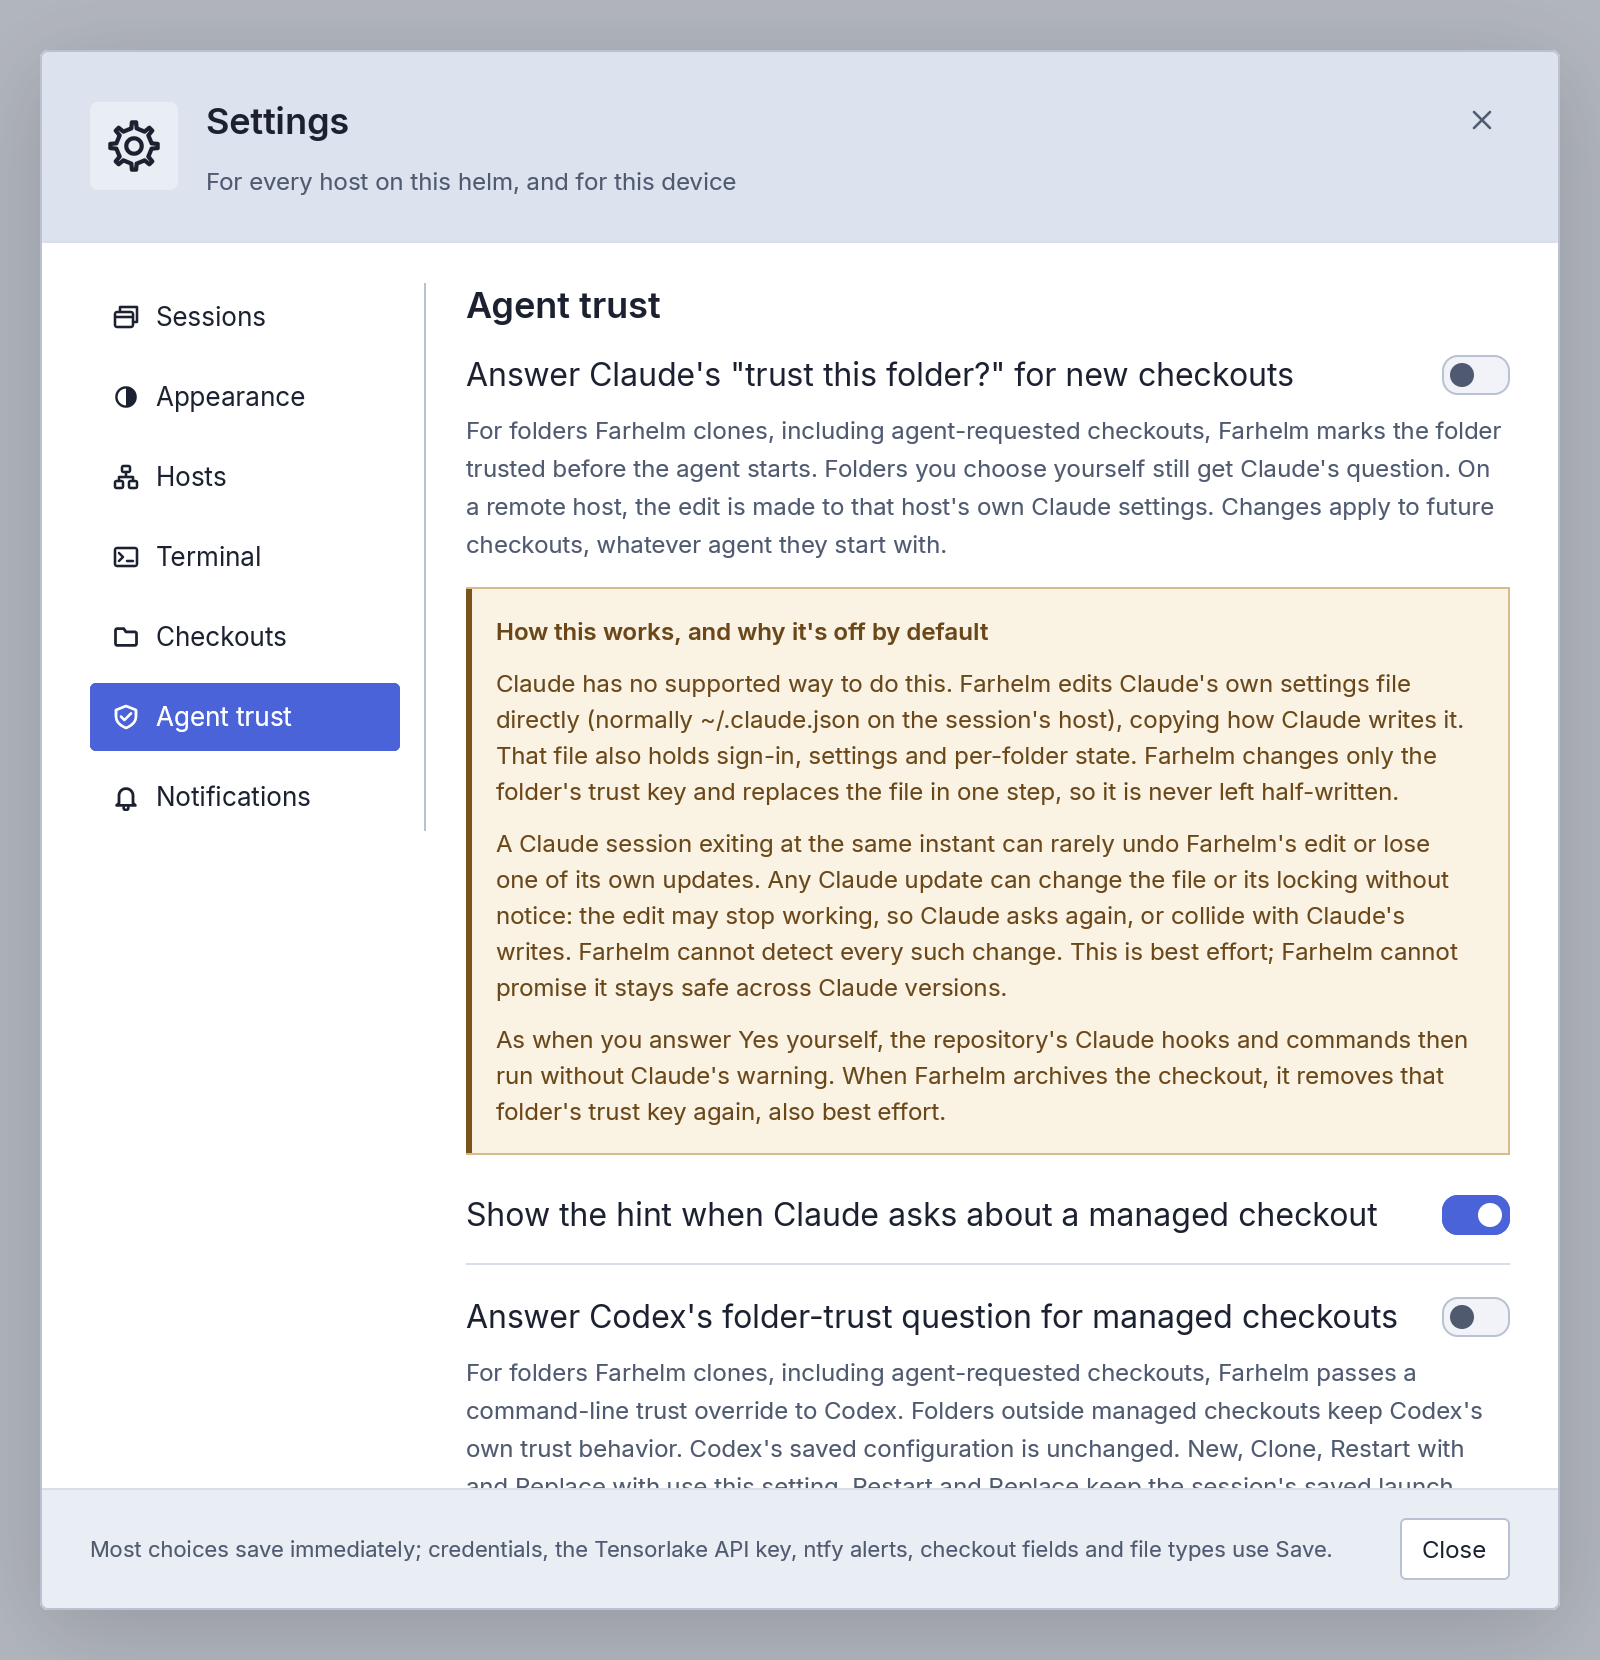 Settings
For every host on this helm, and for this device
Sessions
Appearance
Hosts
Terminal
Checkouts
Agent trust
Notifications
Agent trust
Answer Claude's "trust this folder?" for new checkouts
For folders Farhelm clones, including agent-requested checkouts, Farhelm marks the folder
trusted before the agent starts. Folders you choose yourself still get Claude's question. On
a remote host, the edit is made to that host's own Claude settings. Changes apply to future
checkouts, whatever agent they start with.
How this works, and why it's off by default
Claude has no supported way to do this. Farhelm edits Claude's own settings file
directly (normally ~/.claude.json on the session's host), copying how Claude writes it.
That file also holds sign-in, settings and per-folder state. Farhelm changes only the
folder's trust key and replaces the file in one step, so it is never left half-written.
A Claude session exiting at the same instant can rarely undo Farhelm's edit or lose
one of its own updates. Any Claude update can change the file or its locking without
notice: the edit may stop working, so Claude asks again, or collide with Claude's
writes. Farhelm cannot detect every such change. This is best effort; Farhelm cannot
promise it stays safe across Claude versions.
As when you answer Yes yourself, the repository's Claude hooks and commands then
run without Claude's warning. When Farhelm archives the checkout, it removes that
folder's trust key again, also best effort.
Show the hint when Claude asks about a managed checkout
Answer Codex's folder-trust question for managed checkouts
For folders Farhelm clones, including agent-requested checkouts, Farhelm passes a
command-line trust override to Codex. Folders outside managed checkouts keep Codex's
own trust behavior. Codex's saved configuration is unchanged. New, Clone, Restart with
and Replace with use this setting. Restart and Replace keep the session's saved launch
Most choices save immediately; credentials, the Tensorlake API key, ntfy alerts, checkout fields and file types use Save.
Close